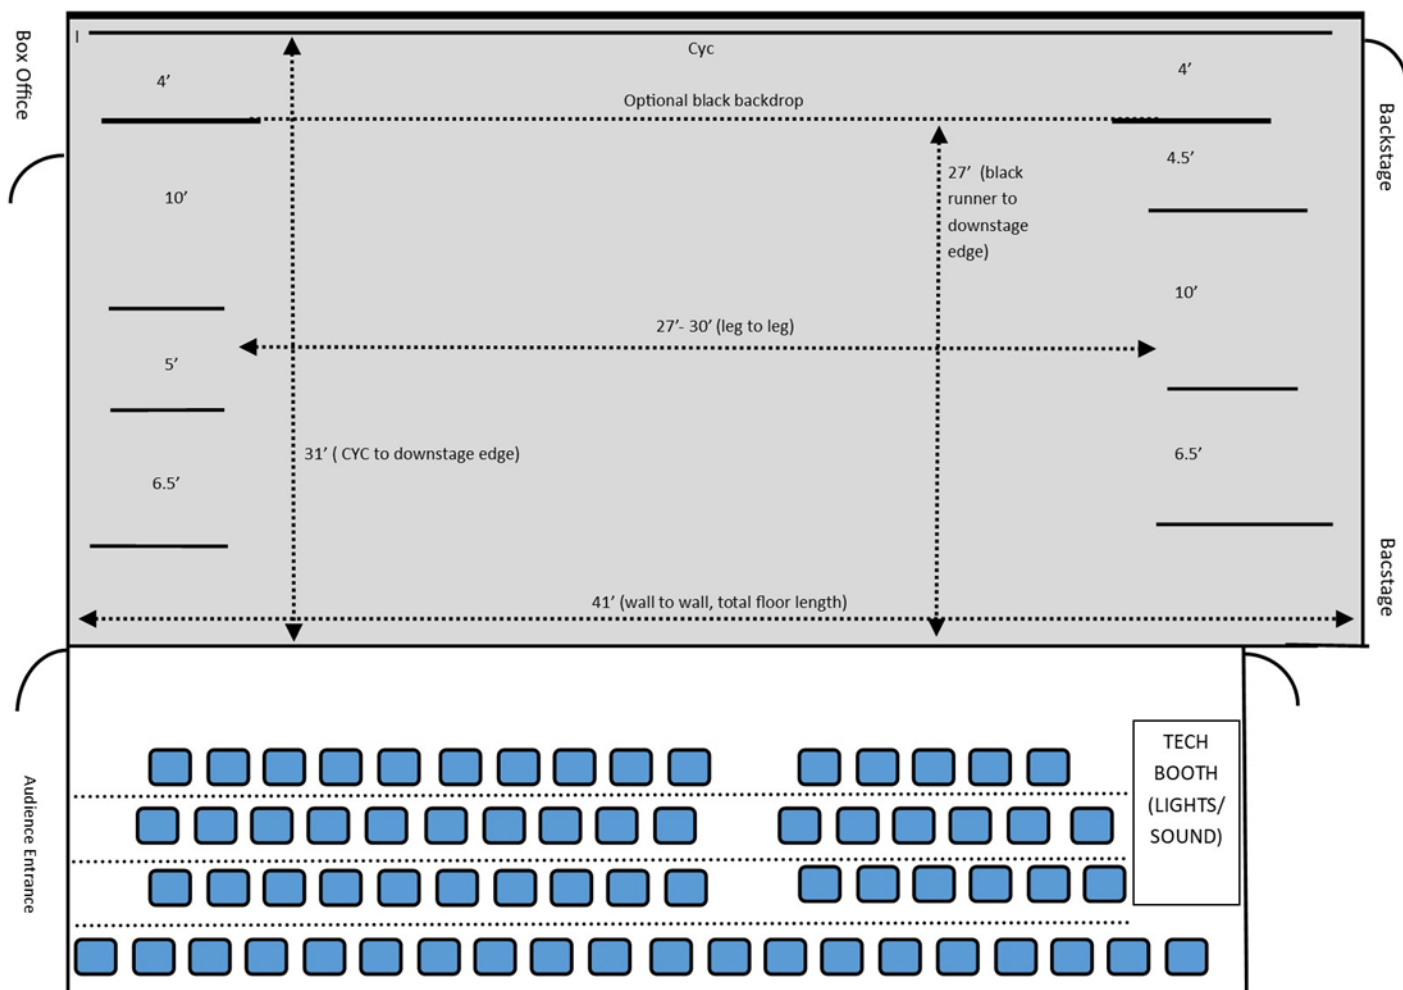 Box Office
I
Cyc
4’
4’
Optional black backdrop
Backstage
4.5’
27’ (black
runner to
downstage
edge)
10’
10’
27’- 30’ (leg to leg)
5’
31’ ( CYC to downstage edge)
6.5’
6.5’
Bacstage
41’ (wall to wall, total floor length)
Audience Entrance
TECH
BOOTH
(LIGHTS/
SOUND)